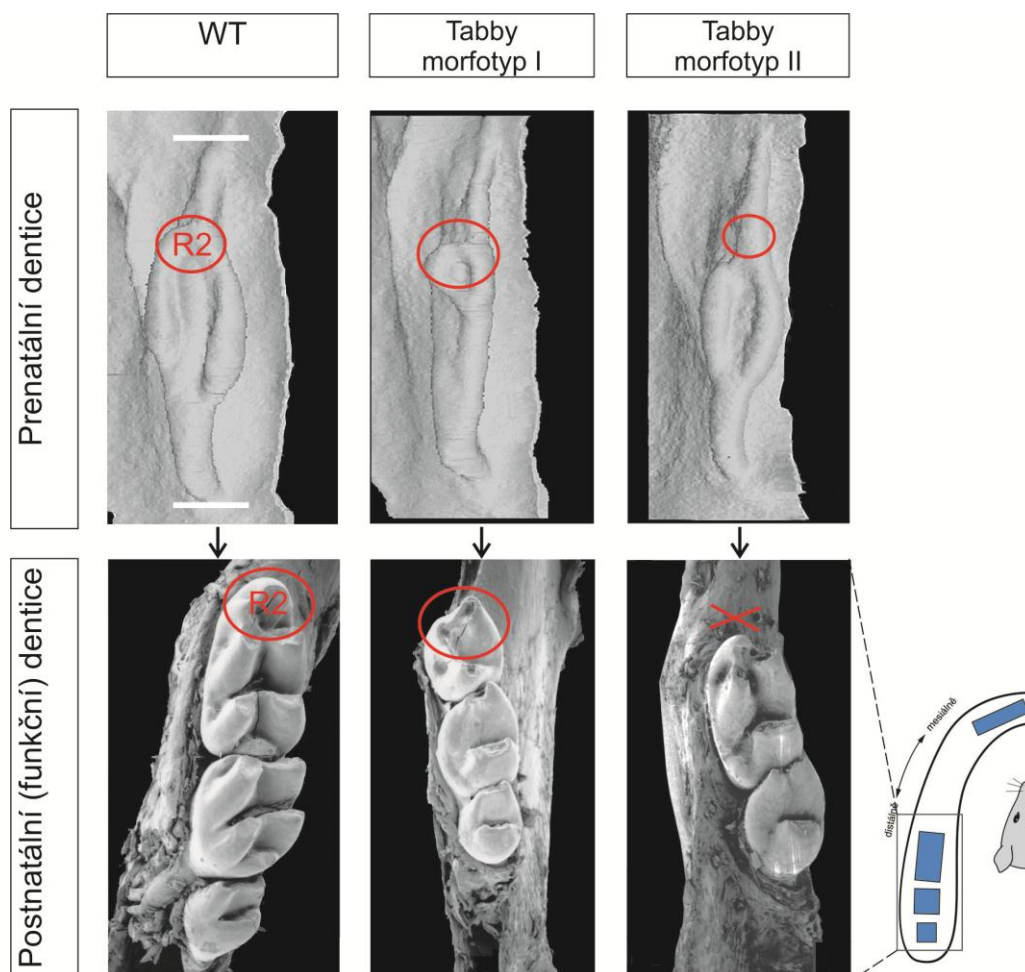 WT
Tabby
morfotyp I
Tabby
morfotyp II
Prenatální dentice
R2
Postnatální (funkční) dentice
R2
mesiálně
distálně